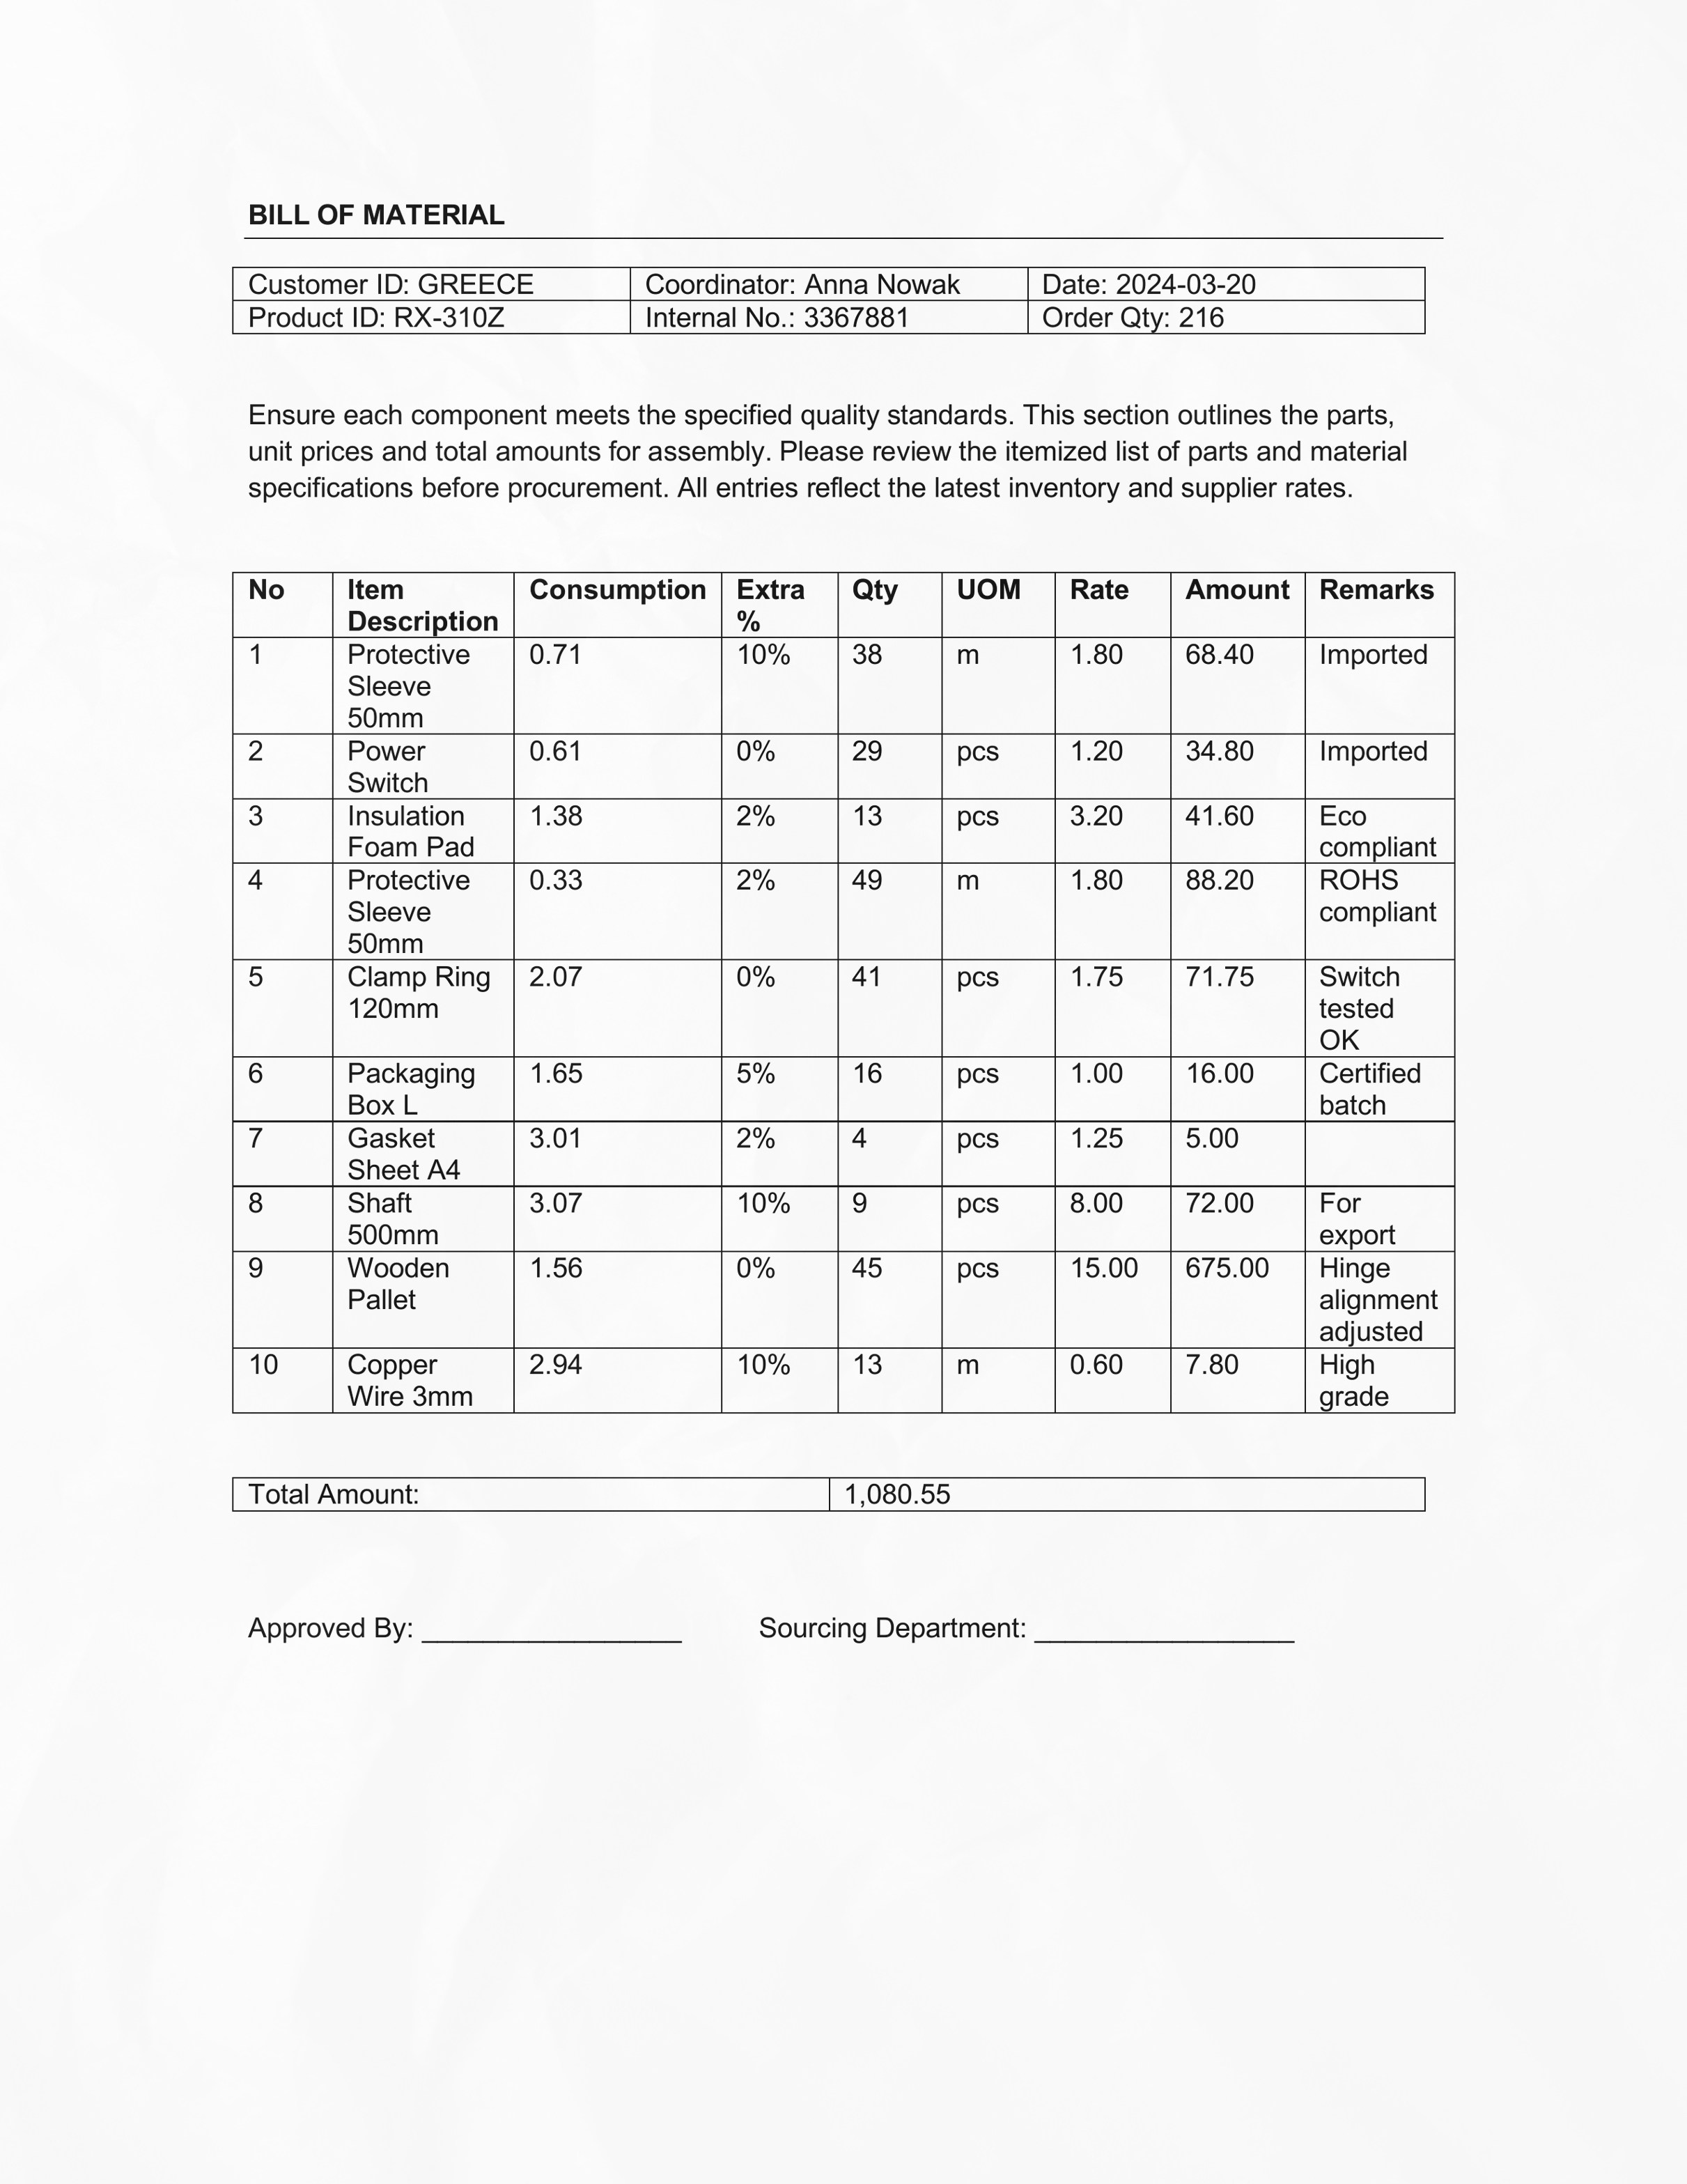 BILL OF MATERIAL
Customer ID: GREECE Coordinator: Anna Nowak Date: 2024-03-20
Product ID: RX-310Z Internal No.: 3367881 Order Qty: 216
Ensure each component meets the specified quality standards. This section outlines the parts,
unit prices and total amounts for assembly. Please review the itemized list of parts and material
specifications before procurement. All entries reflect the latest inventory and supplier rates.
No Item Consumption Extra Qty UOM Rate Amount Remarks
Description %
1 Protective 0.71 10% 38 m 1.80 68.40 Imported
Sleeve
50mm
2 Power 0.61 0% 29 pcs 1.20 34.80 Imported
Switch
3 Insulation 1.38 2% 13 pcs 3.20 41.60 Eco
Foam Pad compliant
4 Protective 0.33 2% 49 m 1.80 88.20 ROHS
Sleeve compliant
50mm
5 Clamp Ring 2.07 0% 41 pcs 1.75 71.75 Switch
120mm tested
OK
6 Packaging 1.65 5% 16 pcs 1.00 16.00 Certified
Box L batch
7 Gasket 3.01 2% 4 pcs 1.25 5.00
Sheet A4
8 Shaft 3.07 10% 9 pcs 8.00 72.00 For
500mm export
9 Wooden 1.56 0% 45 pcs 15.00 675.00 Hinge
Pallet alignment
adjusted
10 Copper 2.94 10% 13 m 0.60 7.80 High
Wire 3mm grade
Total Amount: 1,080.55
Approved By: _________________ Sourcing Department: _________________